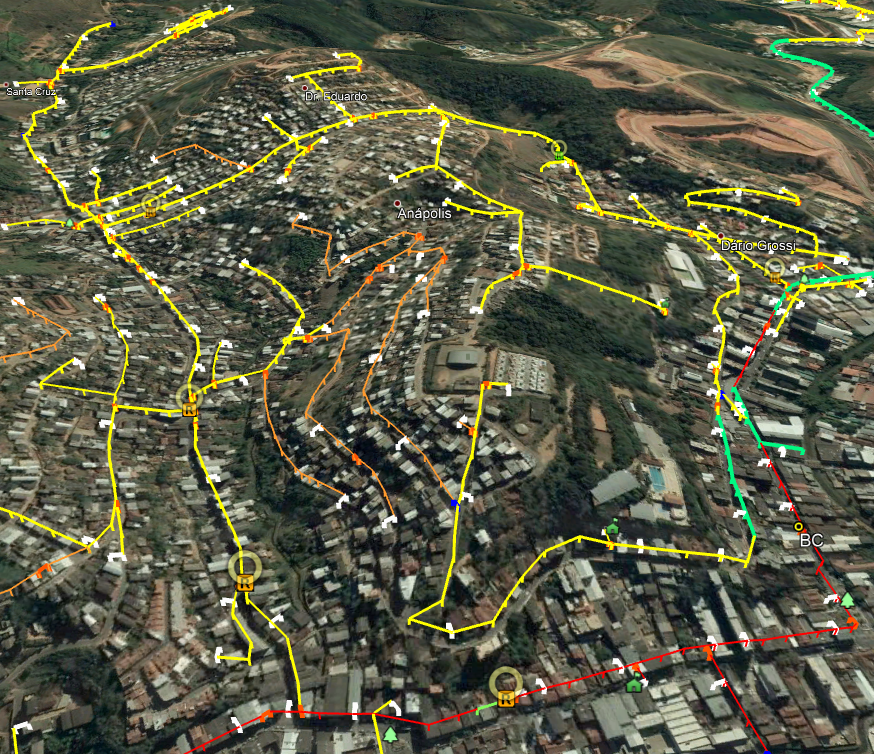 Santa Cruz
Dr. Eduardo
R
Anápolis
Dário Grossi
R
R
BC
R
R